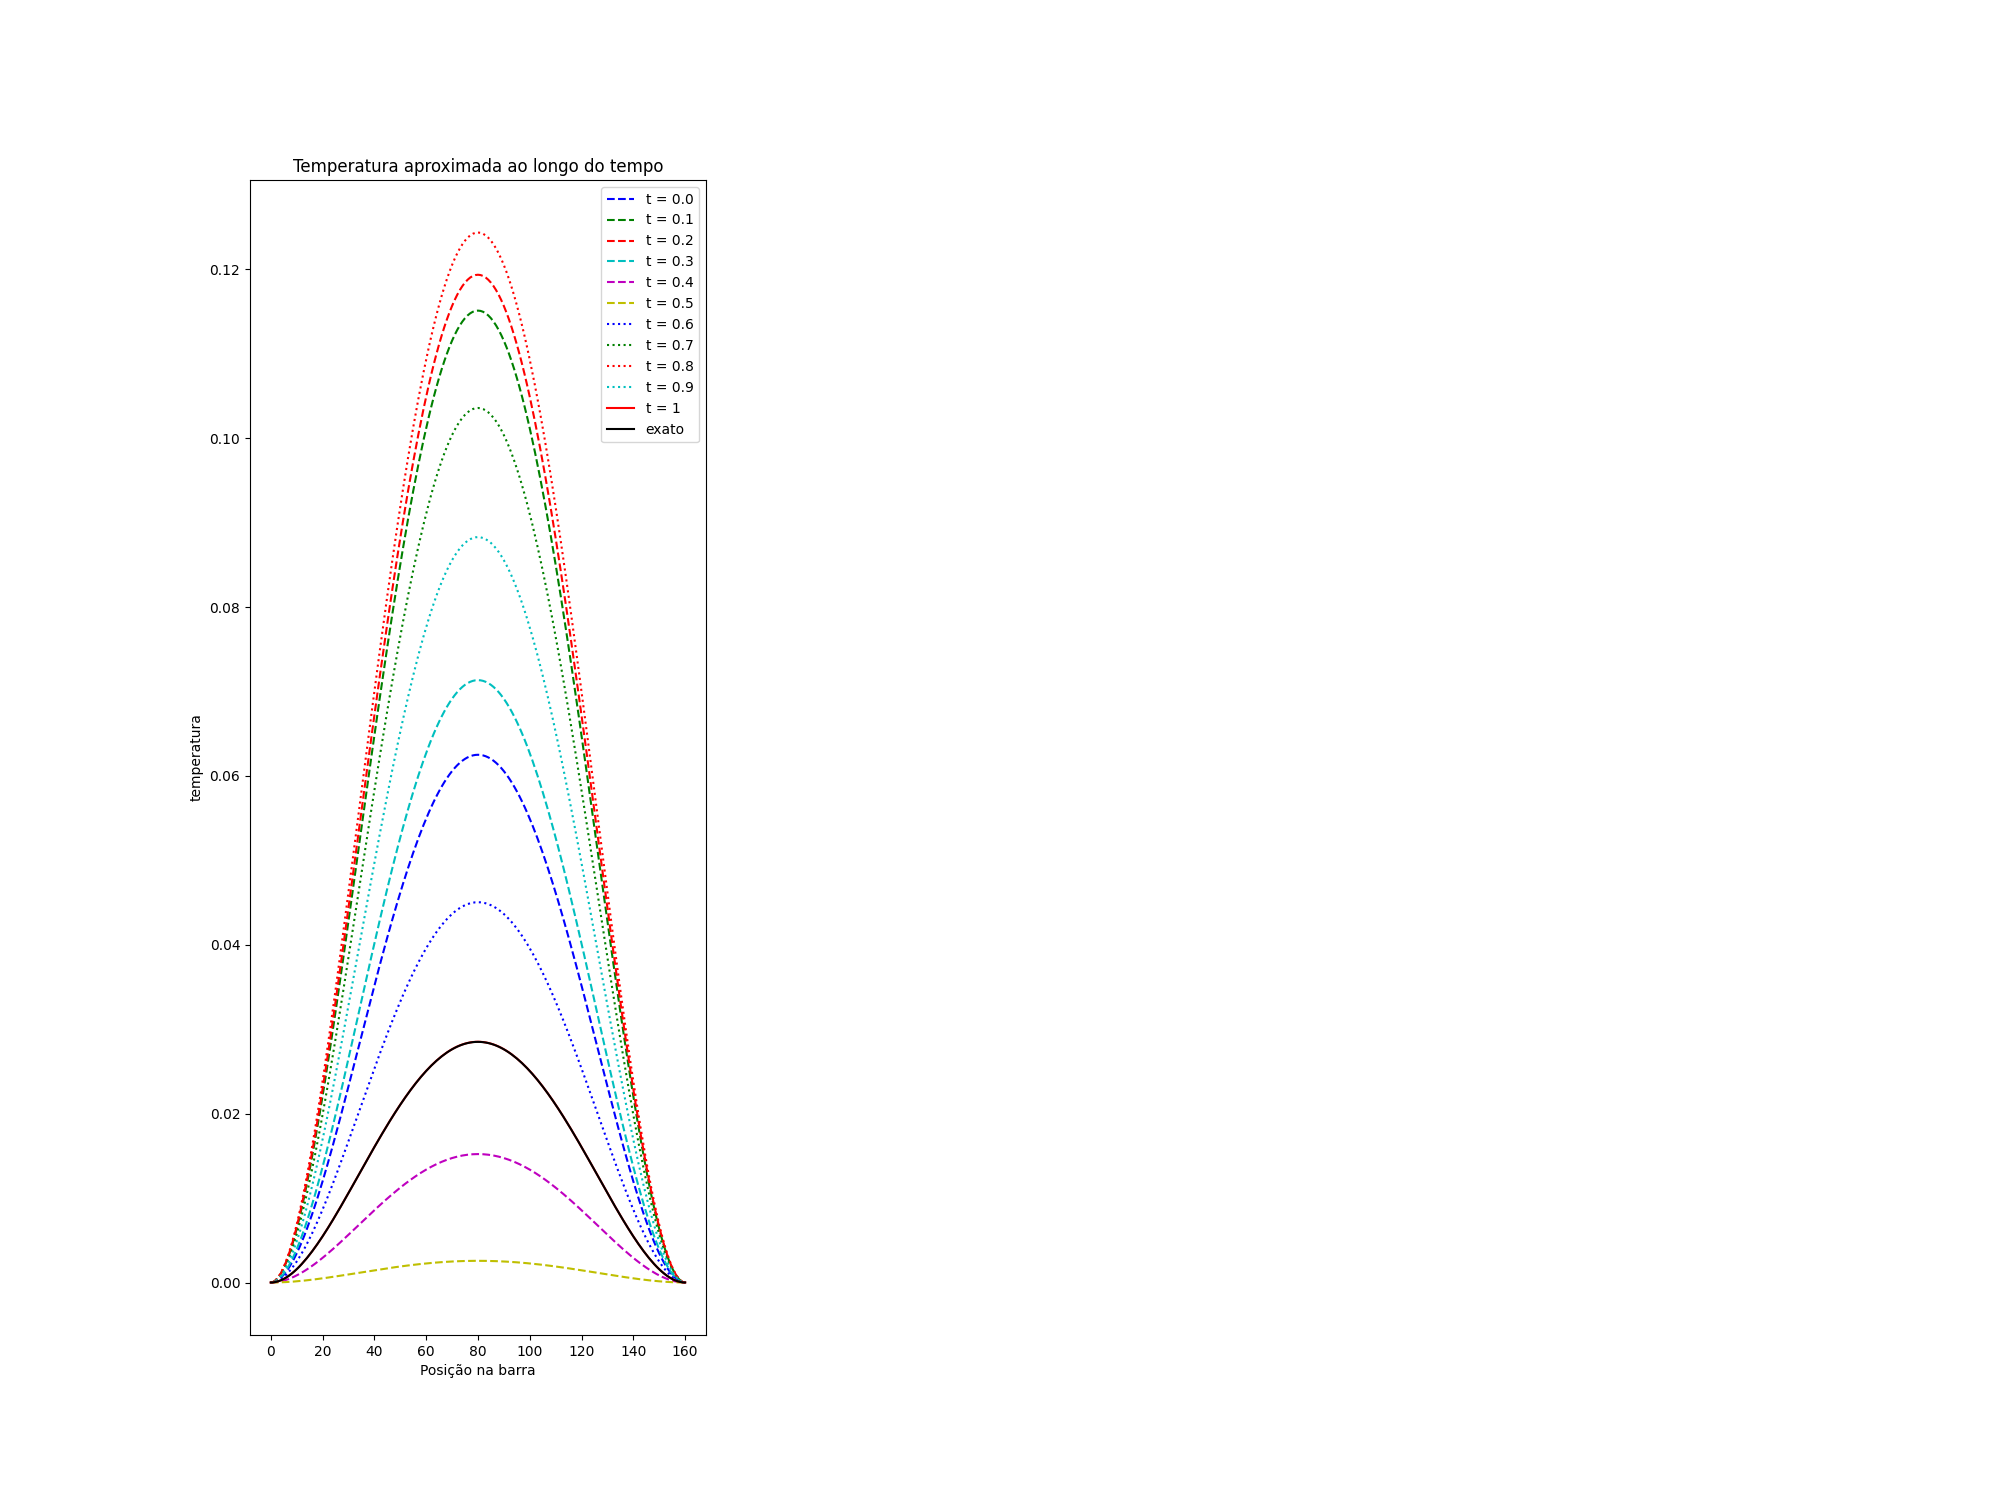 Temperatura aproximada ao longo do tempo
t = 0.0
t = 0.1
t = 0.2
t = 0.3
t = 0.4
t = 0.5
t = 0.6
t = 0.7
t = 0.8
t = 0.9
t = 1
exato
0.12
0.10
0.08
0.06
0.04
0.02
0.00
temperatura
0 20 40 60 80 100 120 140 160
Posição na barra